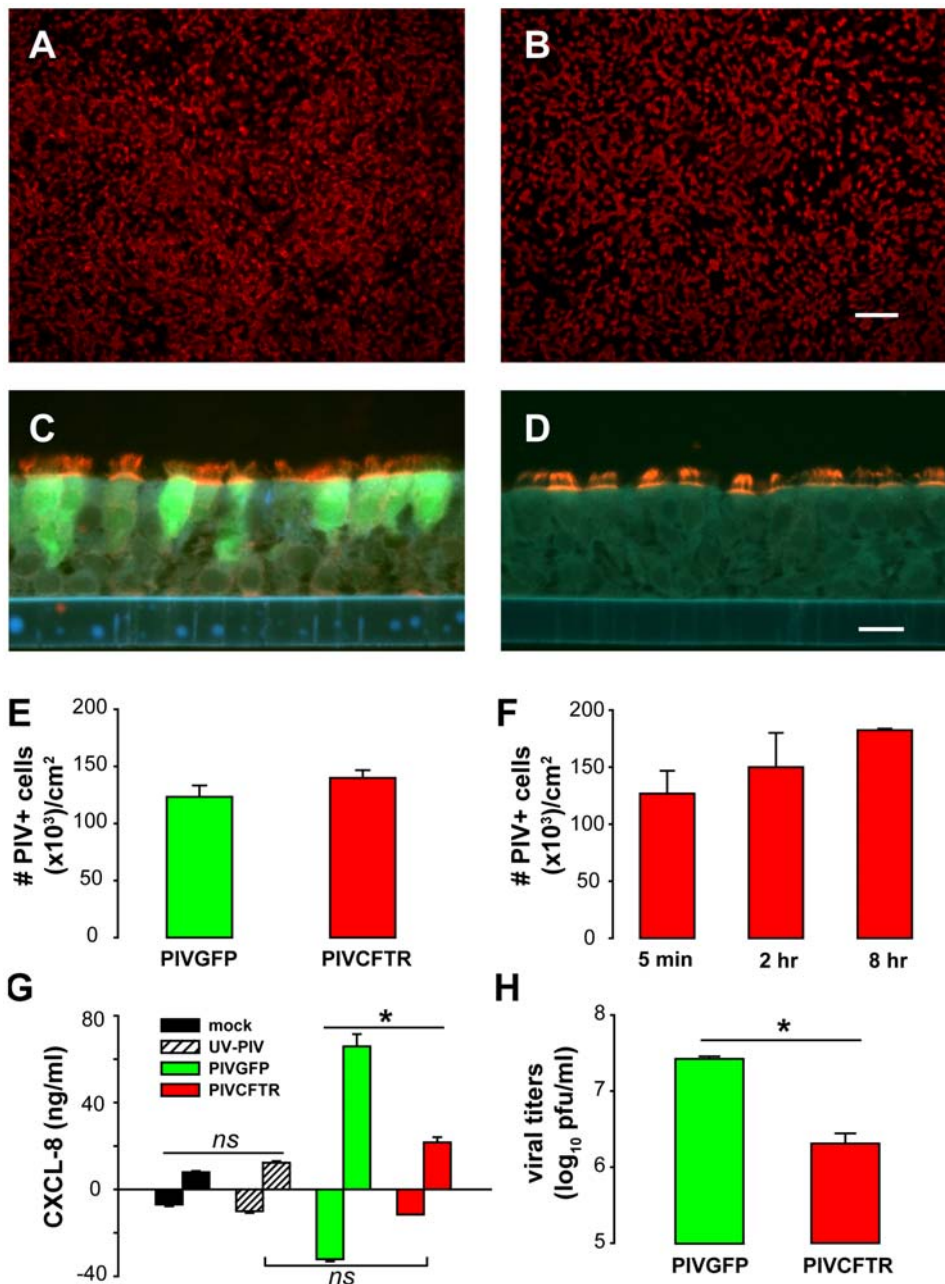 A
B
C
D
E
# PIV+ cells
(x10³)/cm²
200
150
100
50
0
PIVGFP
PIVCFTR
F
# PIV+ cells
(x10³)/cm²
200
150
100
50
0
5 min
2 hr
8 hr
G
CXCL-8 (ng/ml)
80
40
0
-40
mock
UV-PIV
PIVGFP
PIVCFTR
ns
*
ns
H
viral titers
(log₁₀ pfu/ml)
7
6
5
*
PIVGFP
PIVCFTR